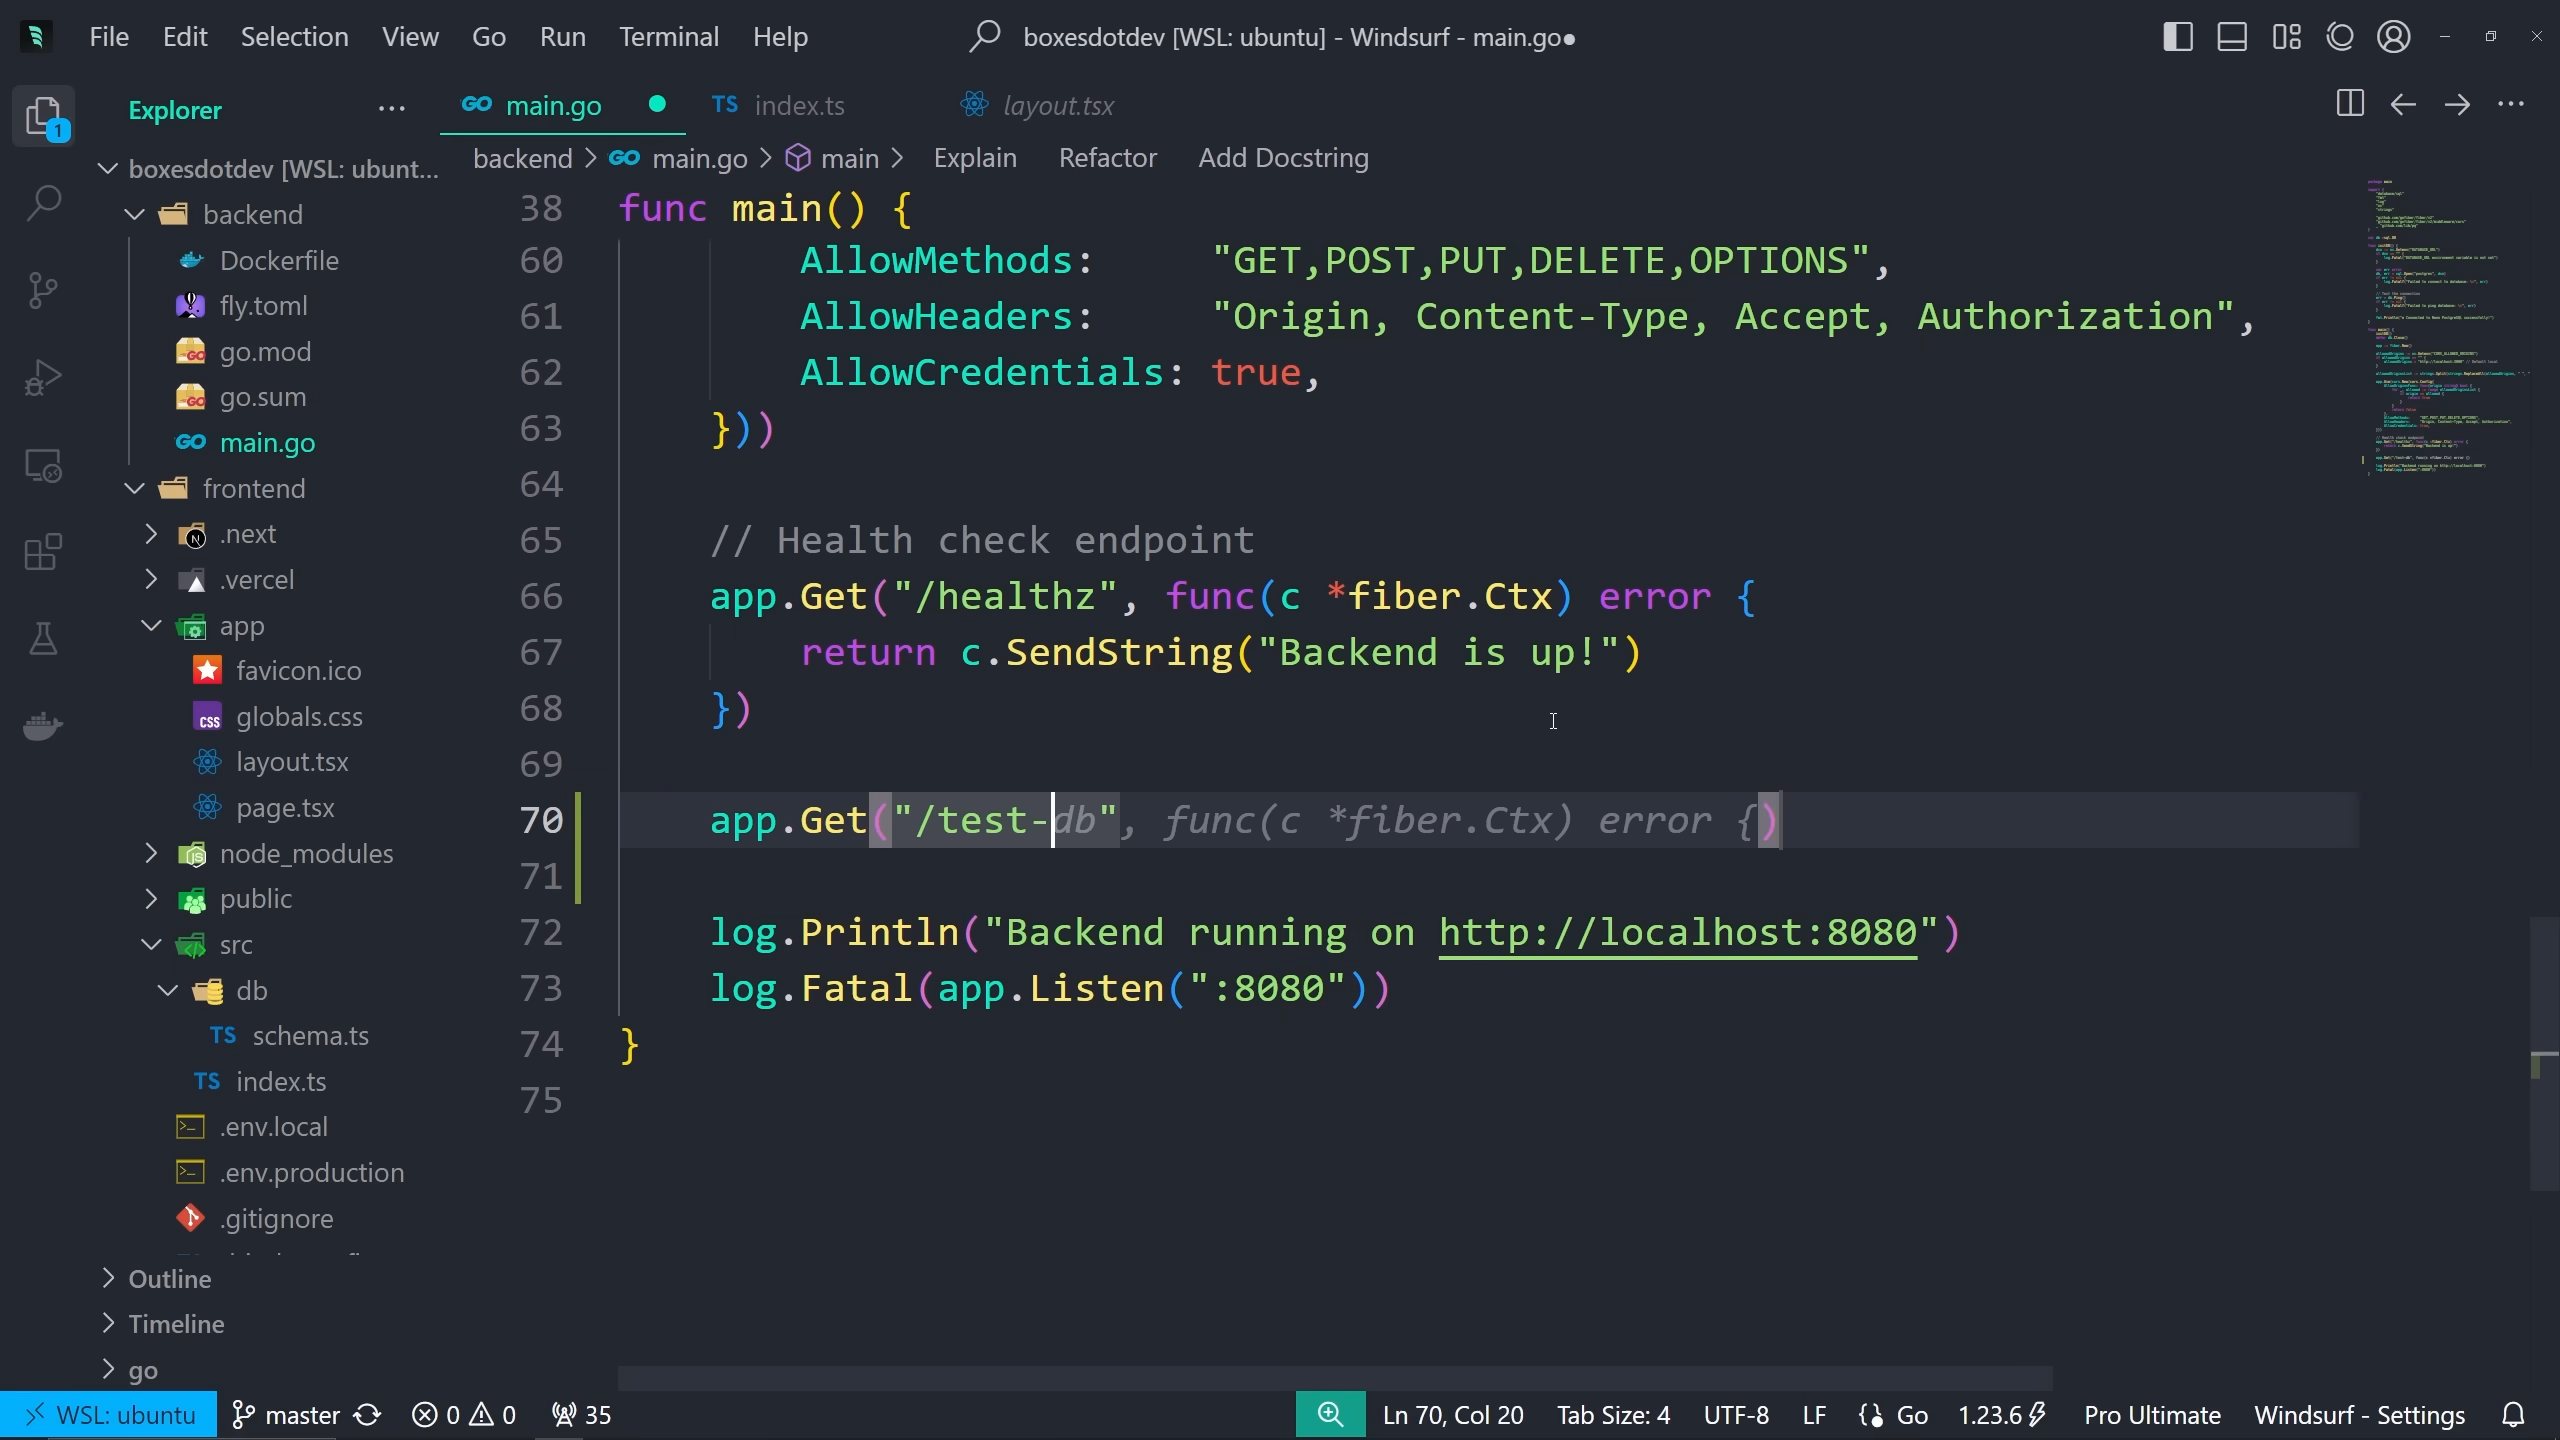 File Edit Selection View Go Run Terminal Help
boxesdotdev [WSL: ubuntu] - Windsurf - main.go●
Explorer
1
boxesdotdev [WSL: ubunt...
backend
Dockerfile
fly.toml
go.mod
go.sum
main.go
frontend
.next
.vercel
app
favicon.ico
globals.css
layout.tsx
page.tsx
node_modules
public
src
db
TS schema.ts
TS index.ts
.env.local
.env.production
.gitignore
Outline
Timeline
go
GO main.go
TS index.ts
layout.tsx
backend > GO main.go > main > Explain Refactor Add Docstring
38 func main() {
60 AllowMethods: "GET,POST,PUT,DELETE,OPTIONS",
61 AllowHeaders: "Origin, Content-Type, Accept, Authorization",
62 AllowCredentials: true,
63 }))
64
65 // Health check endpoint
66 app.Get("/healthz", func(c *fiber.Ctx) error {
67 return c.SendString("Backend is up!")
68 })
69
70 app.Get("/test-db", func(c *fiber.Ctx) error {)
71
72 log.Println("Backend running on http://localhost:8080")
73 log.Fatal(app.Listen(":8080"))
74 }
75
WSL: ubuntu master 0 0 35 Ln 70, Col 20 Tab Size: 4 UTF-8 LF Go 1.23.6 Pro Ultimate Windsurf - Settings